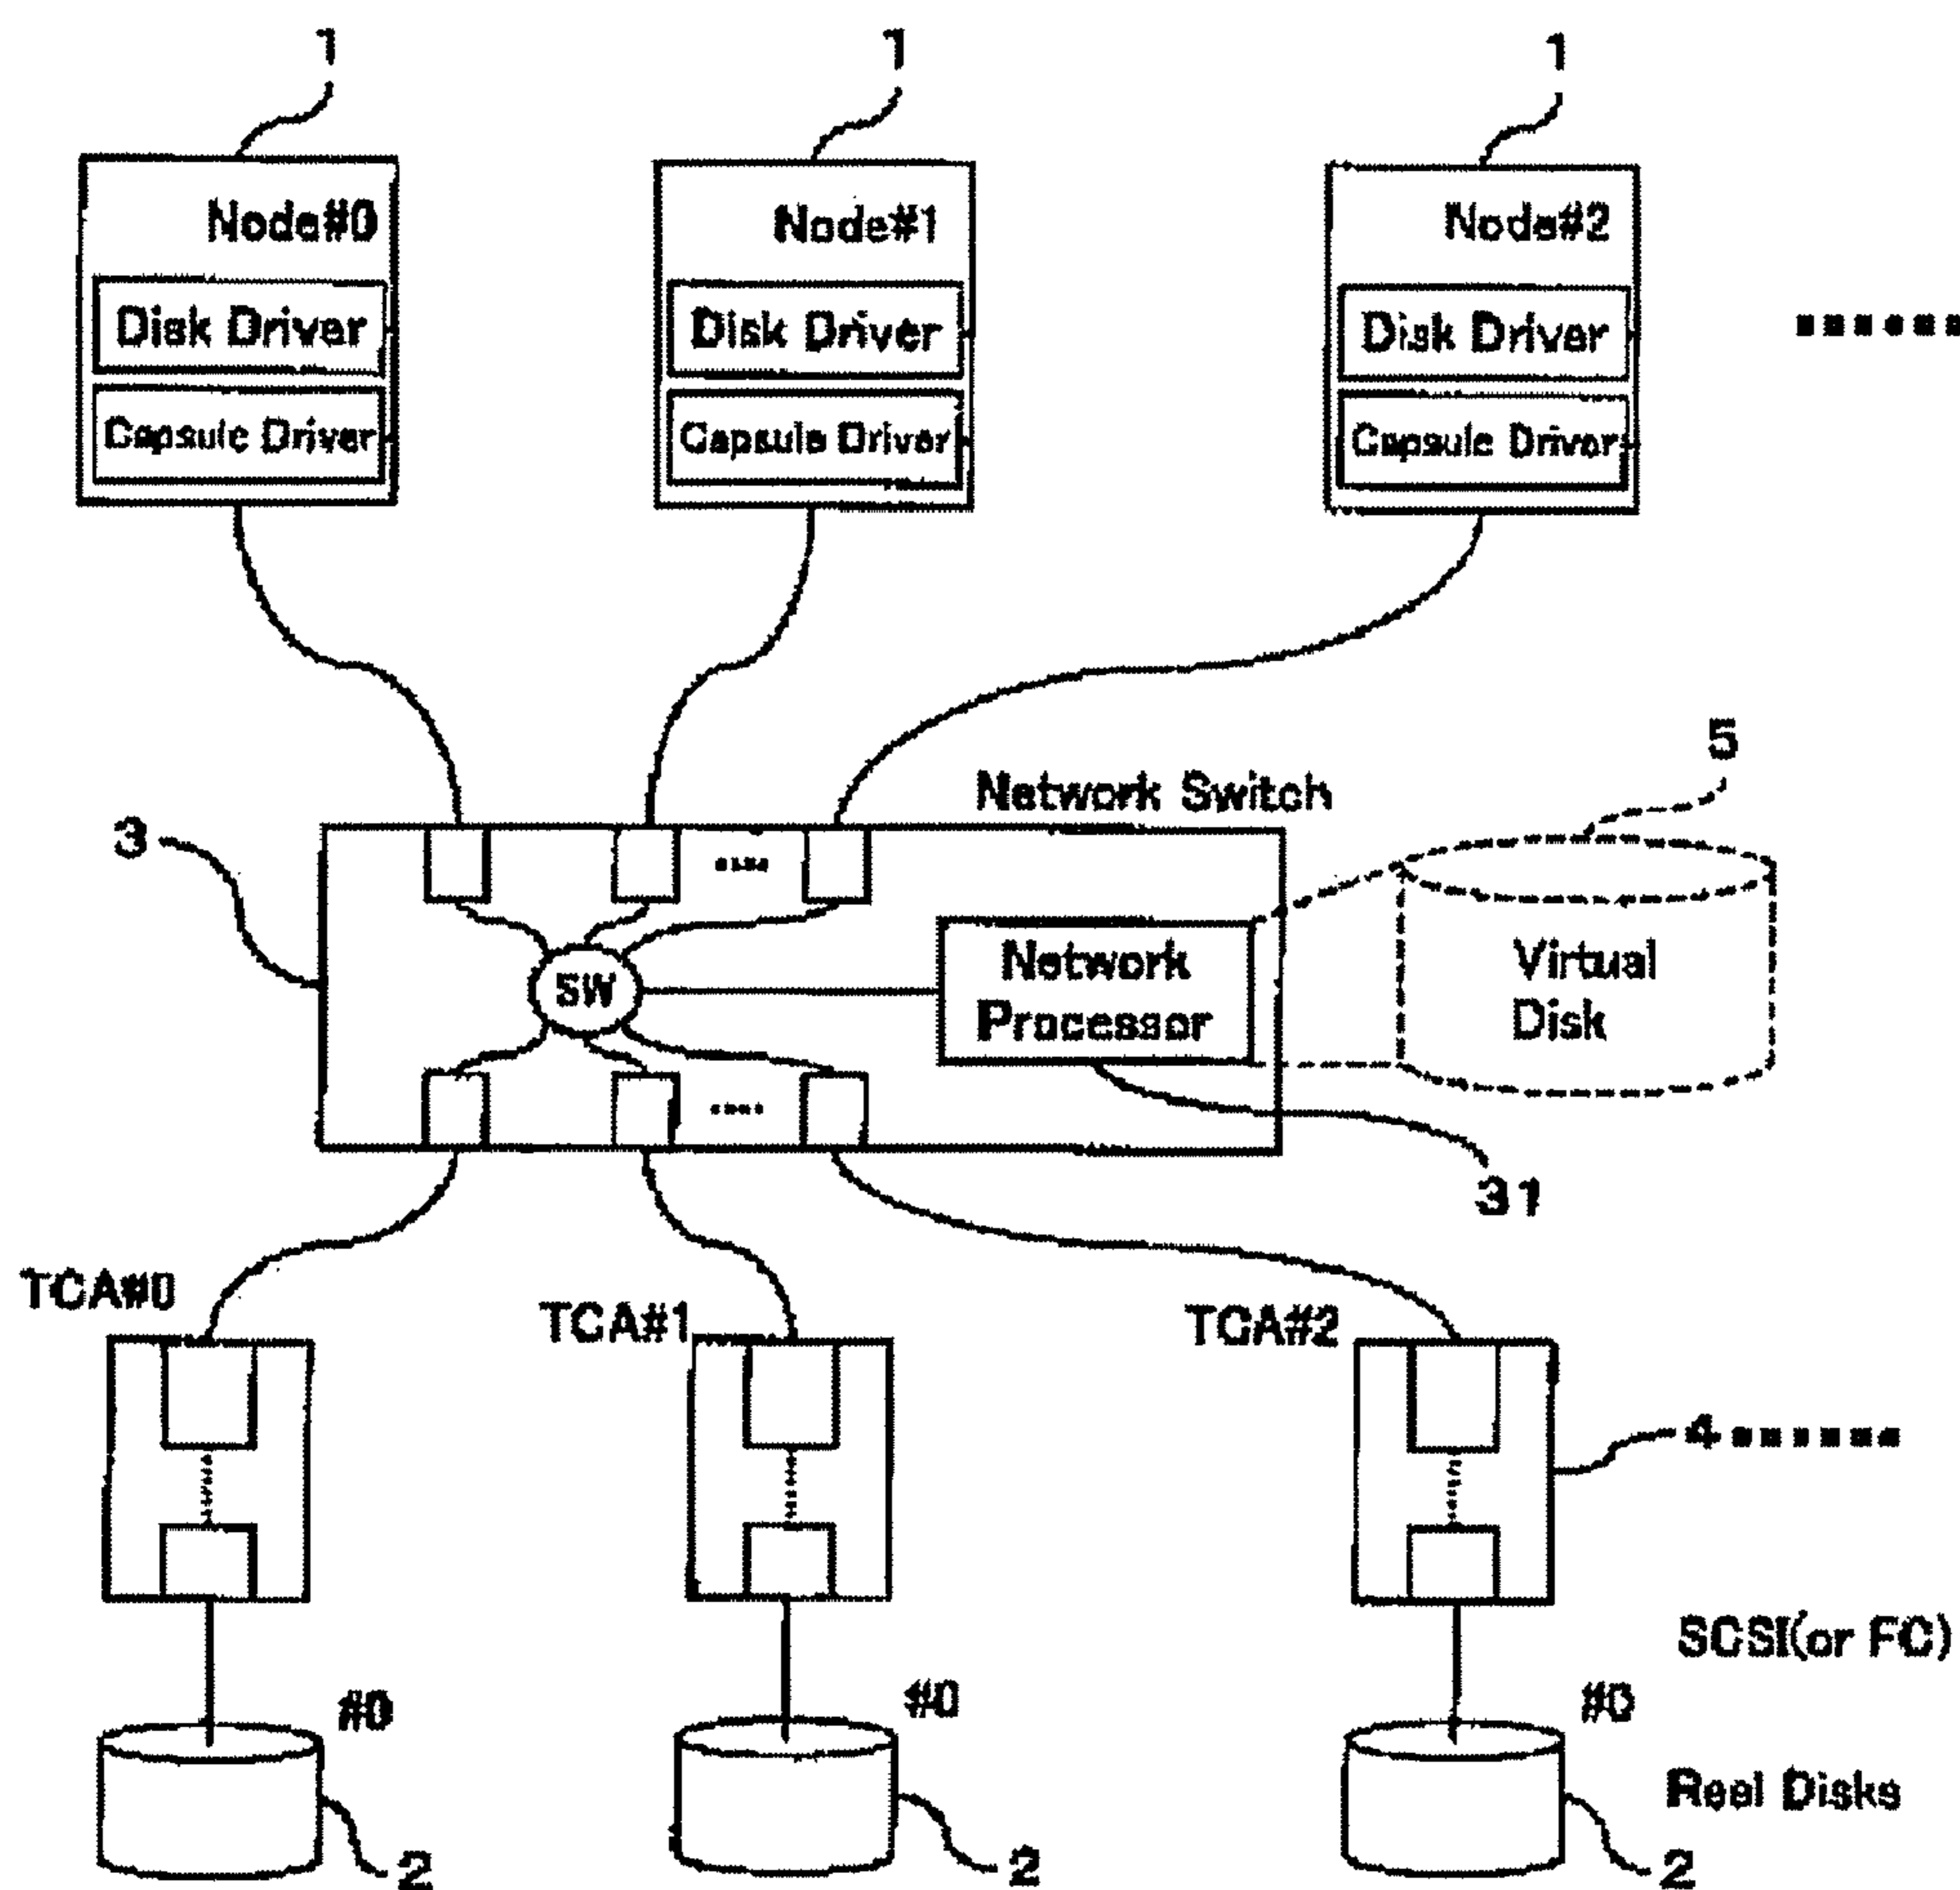 1 1 1
Node#0 Node#1 Node#2
Disk Driver Disk Driver Disk Driver
Capsule Driver Capsule Driver Capsule Driver
5
Network Switch
3
SW
Network
Processor
Virtual
Disk
31
TCA#0 TCA#1 TCA#2
4
SCSI(or FC)
#0 #0 #0
Real Disks
2 2 2